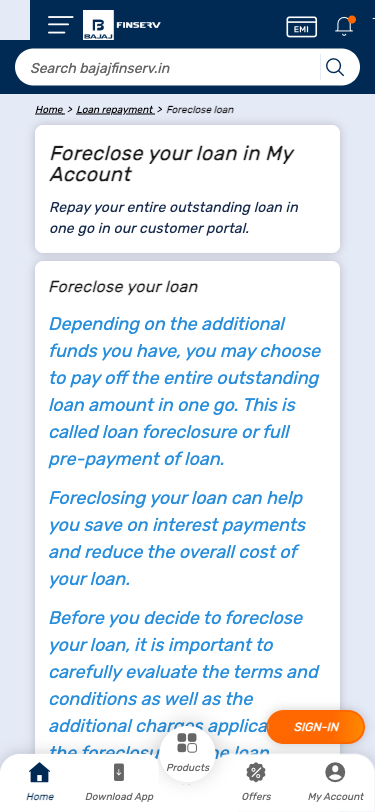 BAJAJ FINSERV
EMI
Search bajajfinserv.in
Home > Loan repayment > Foreclose loan
Foreclose your loan in My
Account
Repay your entire outstanding loan in
one go in our customer portal.
Foreclose your loan
Depending on the additional
funds you have, you may choose
to pay off the entire outstanding
loan amount in one go. This is
called loan foreclosure or full
pre-payment of loan.
Foreclosing your loan can help
you save on interest payments
and reduce the overall cost of
your loan.
Before you decide to foreclose
your loan, it is important to
carefully evaluate the terms and
conditions as well as the
additional charges
SIGN-IN
Products
Home
Download App
Offers
My Account